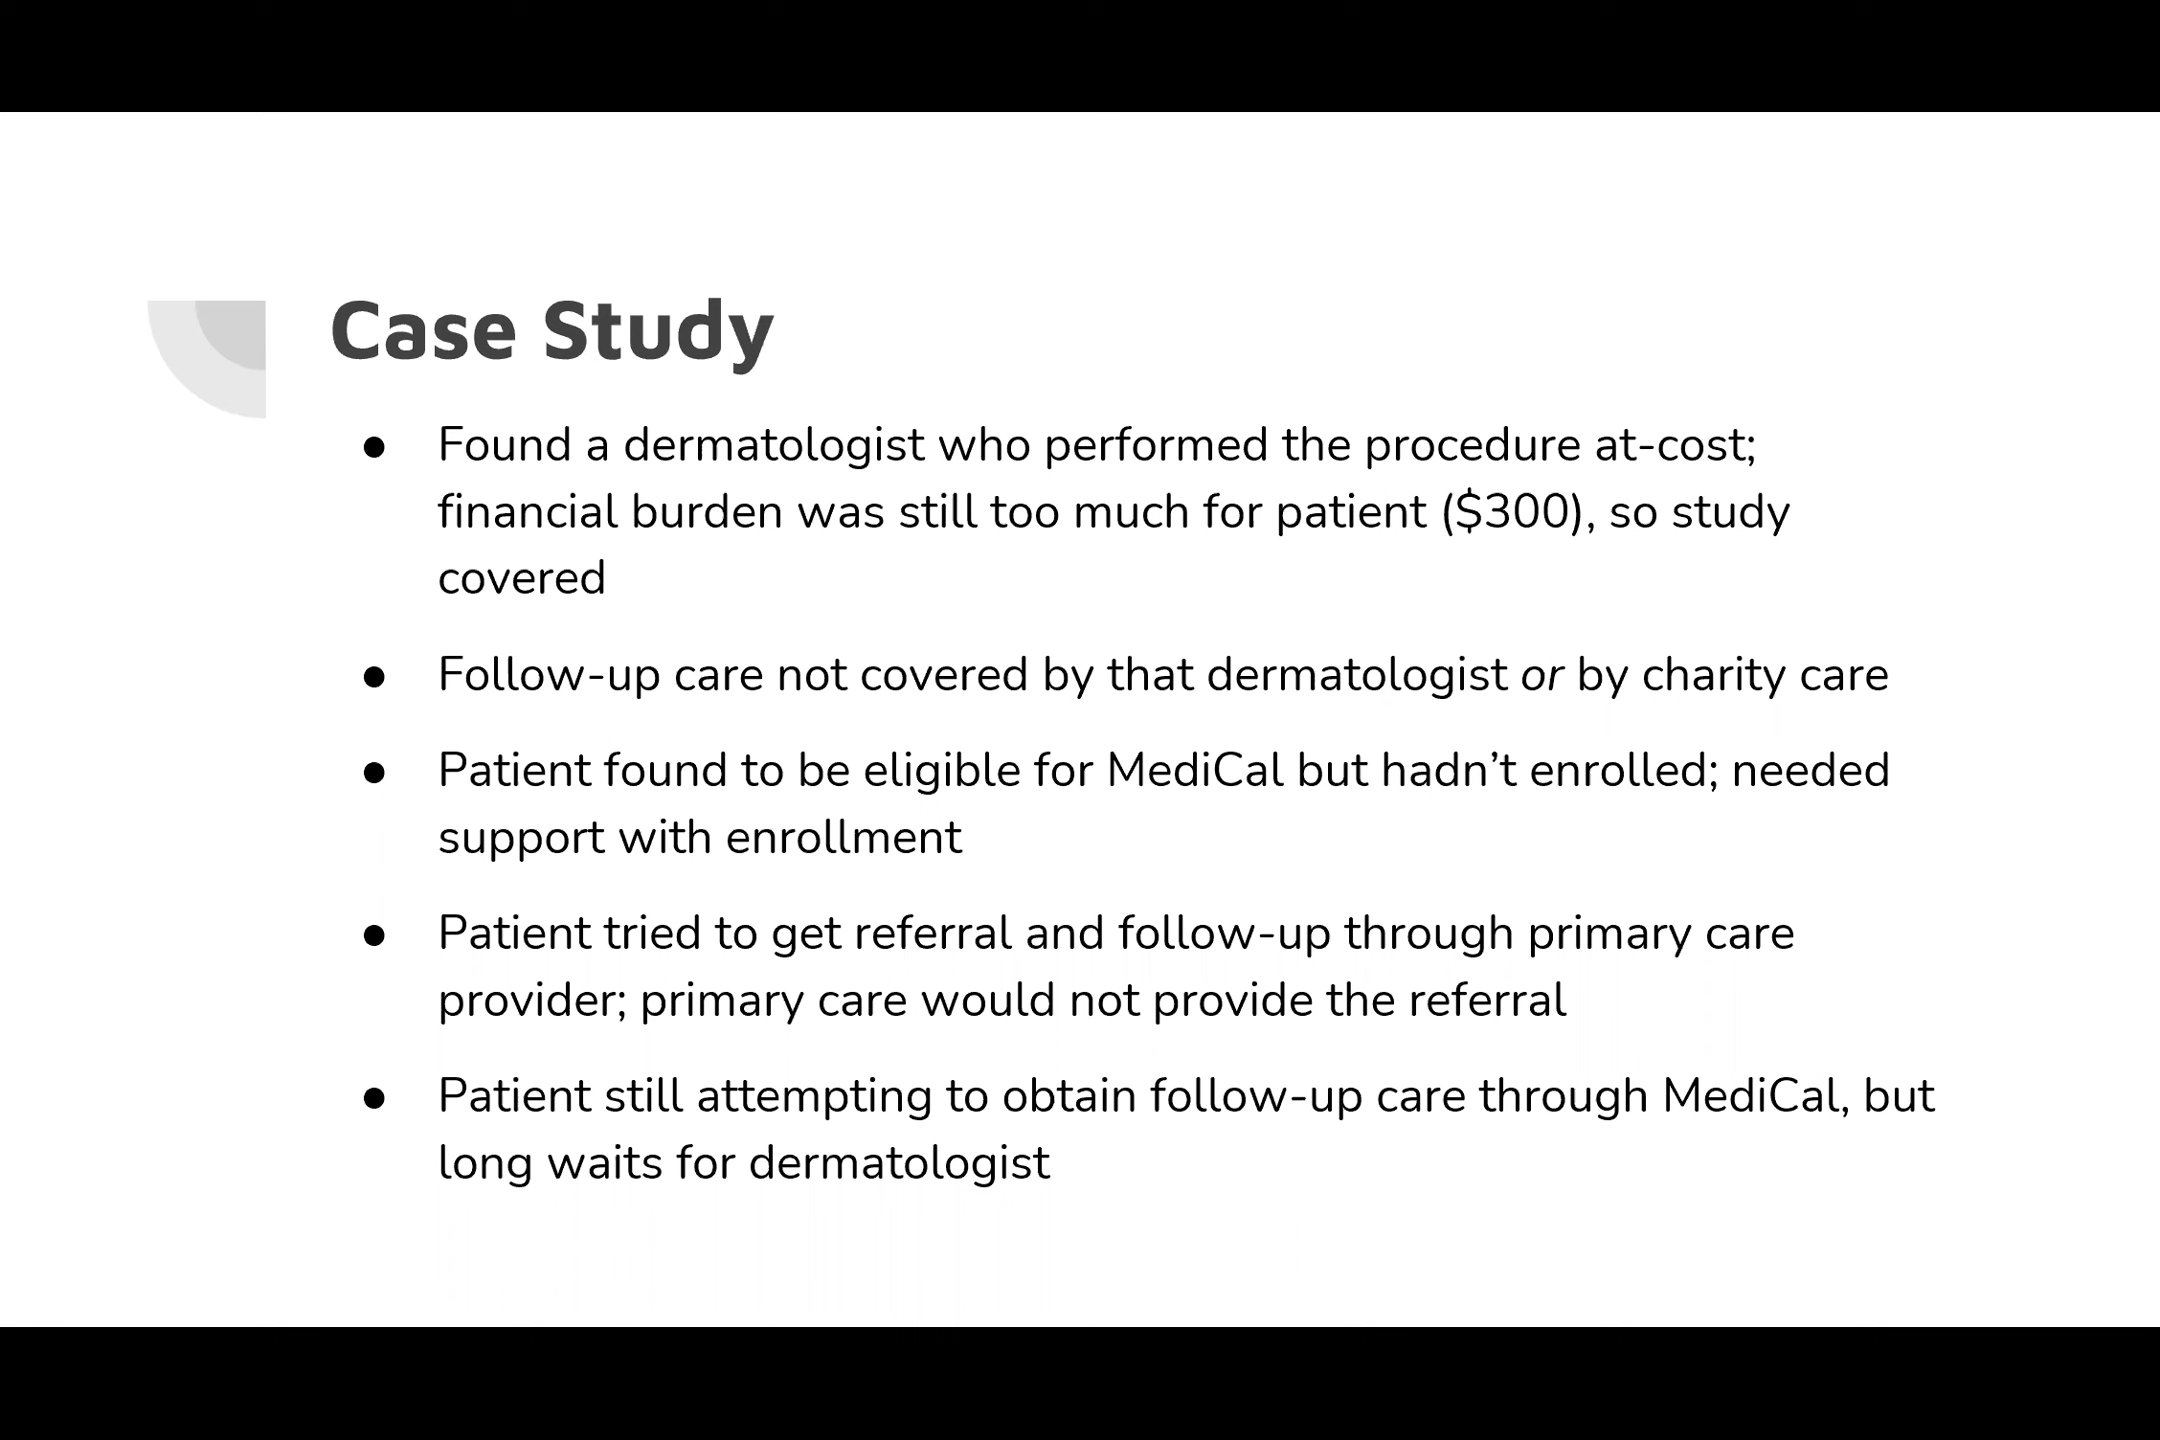 Case Study
● Found a dermatologist who performed the procedure at-cost;
financial burden was still too much for patient ($300), so study
covered
● Follow-up care not covered by that dermatologist or by charity care
● Patient found to be eligible for MediCal but hadn’t enrolled; needed
support with enrollment
● Patient tried to get referral and follow-up through primary care
provider; primary care would not provide the referral
● Patient still attempting to obtain follow-up care through MediCal, but
long waits for dermatologist